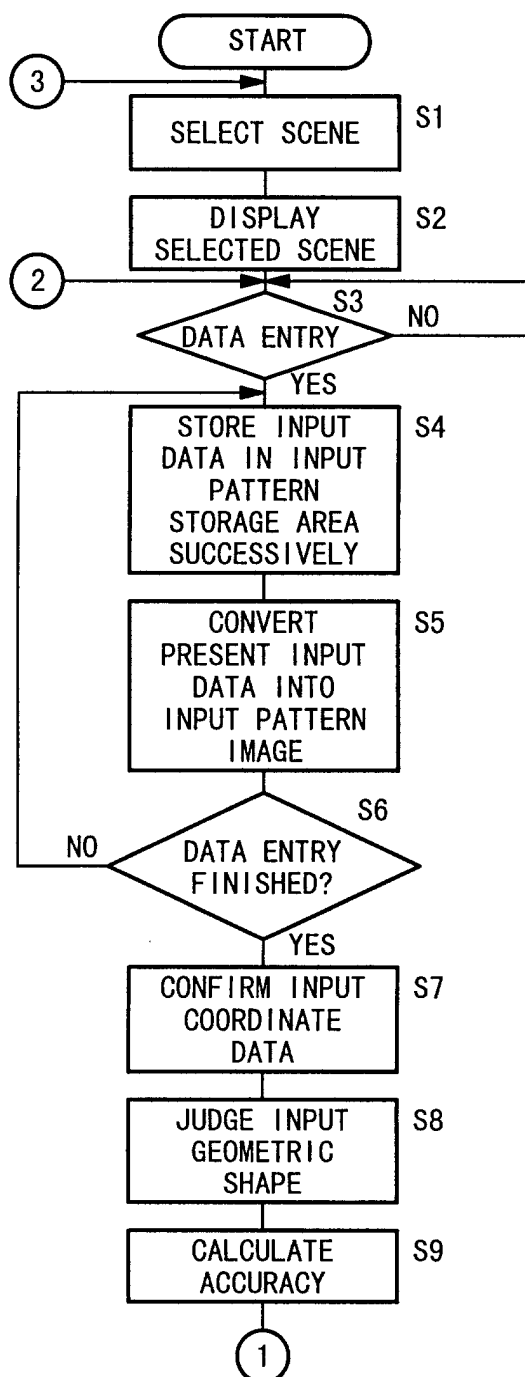 START
3
SELECT SCENE
S1
DISPLAY
SELECTED SCENE
S2
2
S3
DATA ENTRY
NO
YES
STORE INPUT
DATA IN INPUT
PATTERN
STORAGE AREA
SUCCESSIVELY
S4
CONVERT
PRESENT INPUT
DATA INTO
INPUT PATTERN
IMAGE
S5
S6
NO
DATA ENTRY
FINISHED?
YES
CONFIRM INPUT
COORDINATE
DATA
S7
JUDGE INPUT
GEOMETRIC
SHAPE
S8
CALCULATE
ACCURACY
S9
1